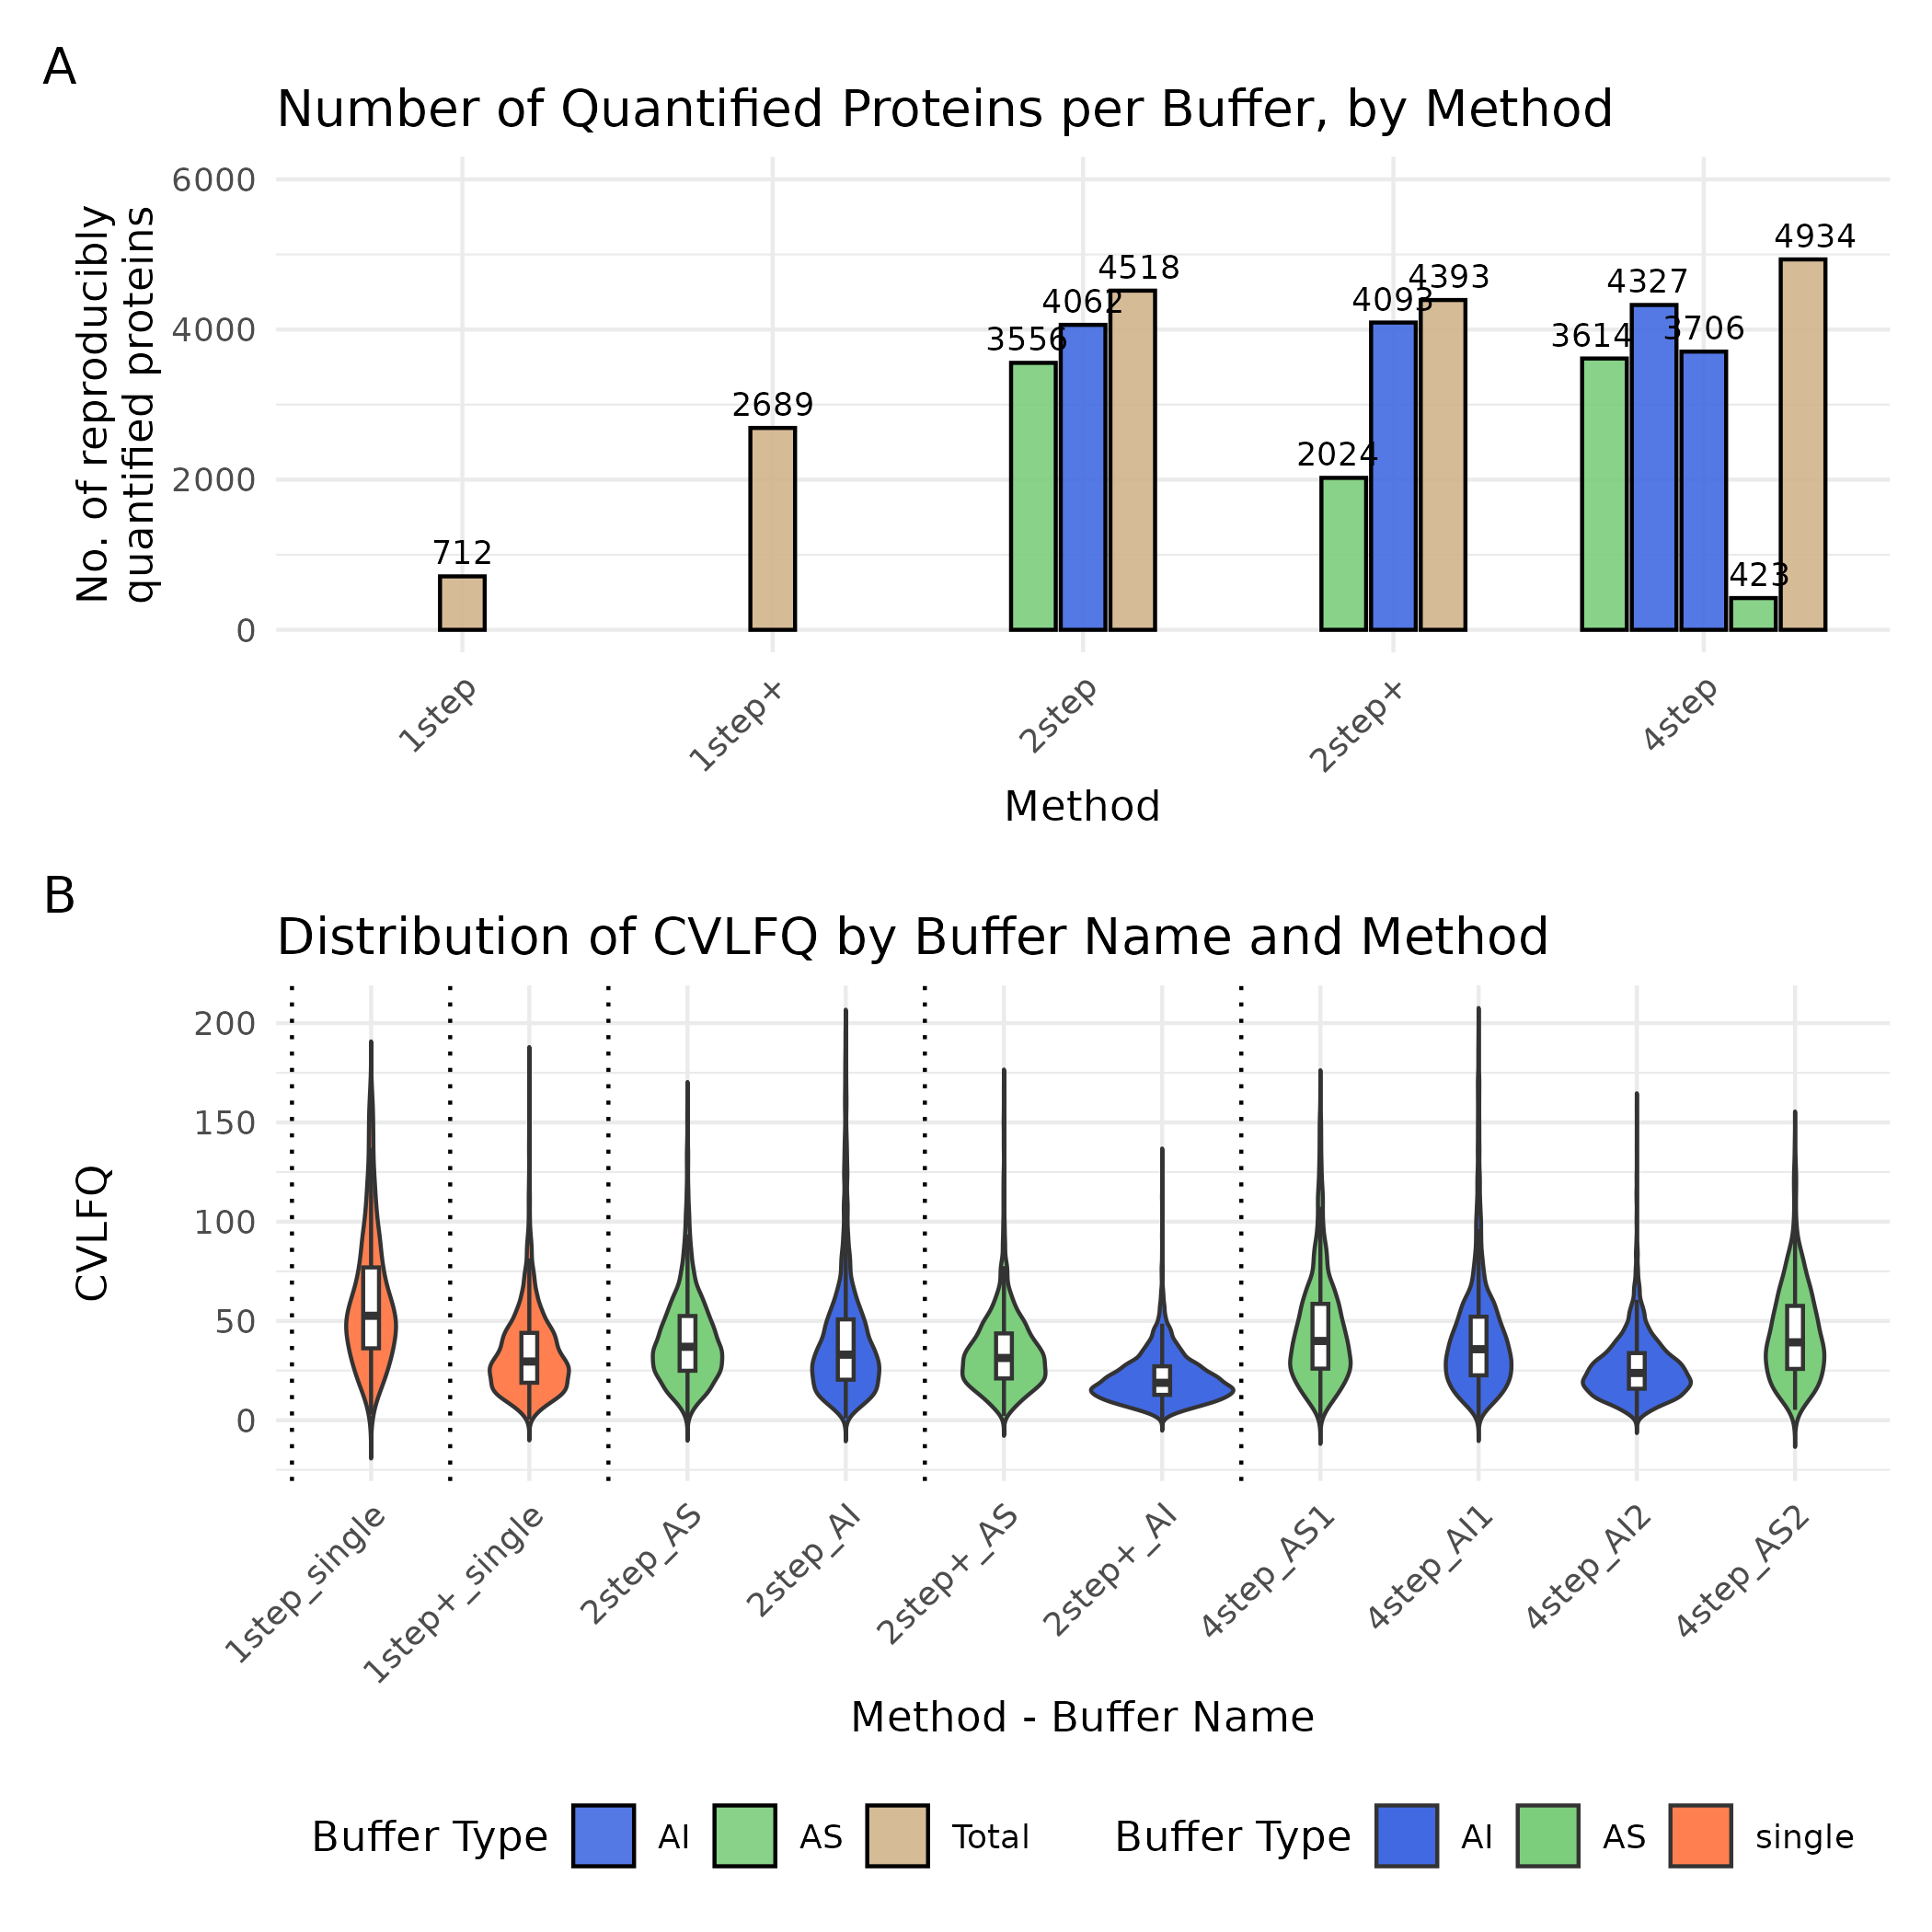 A
Number of Quantified Proteins per Buffer, by Method
No. of reproducibly
quantified proteins
6000
4000
2000
0
712
2689
3556
4062
4518
2024
4093
4393
3614
4327
3706
423
4934
1step
1step+
2step
2step+
4step
Method
B
Distribution of CVLFQ by Buffer Name and Method
CVLFQ
200
150
100
50
0
1step_single
1step+_single
2step_AS
2step_AI
2step+_AS
2step+_AI
4step_AS1
4step_AI1
4step_AI2
4step_AS2
Method - Buffer Name
Buffer Type AI AS Total
Buffer Type AI AS single